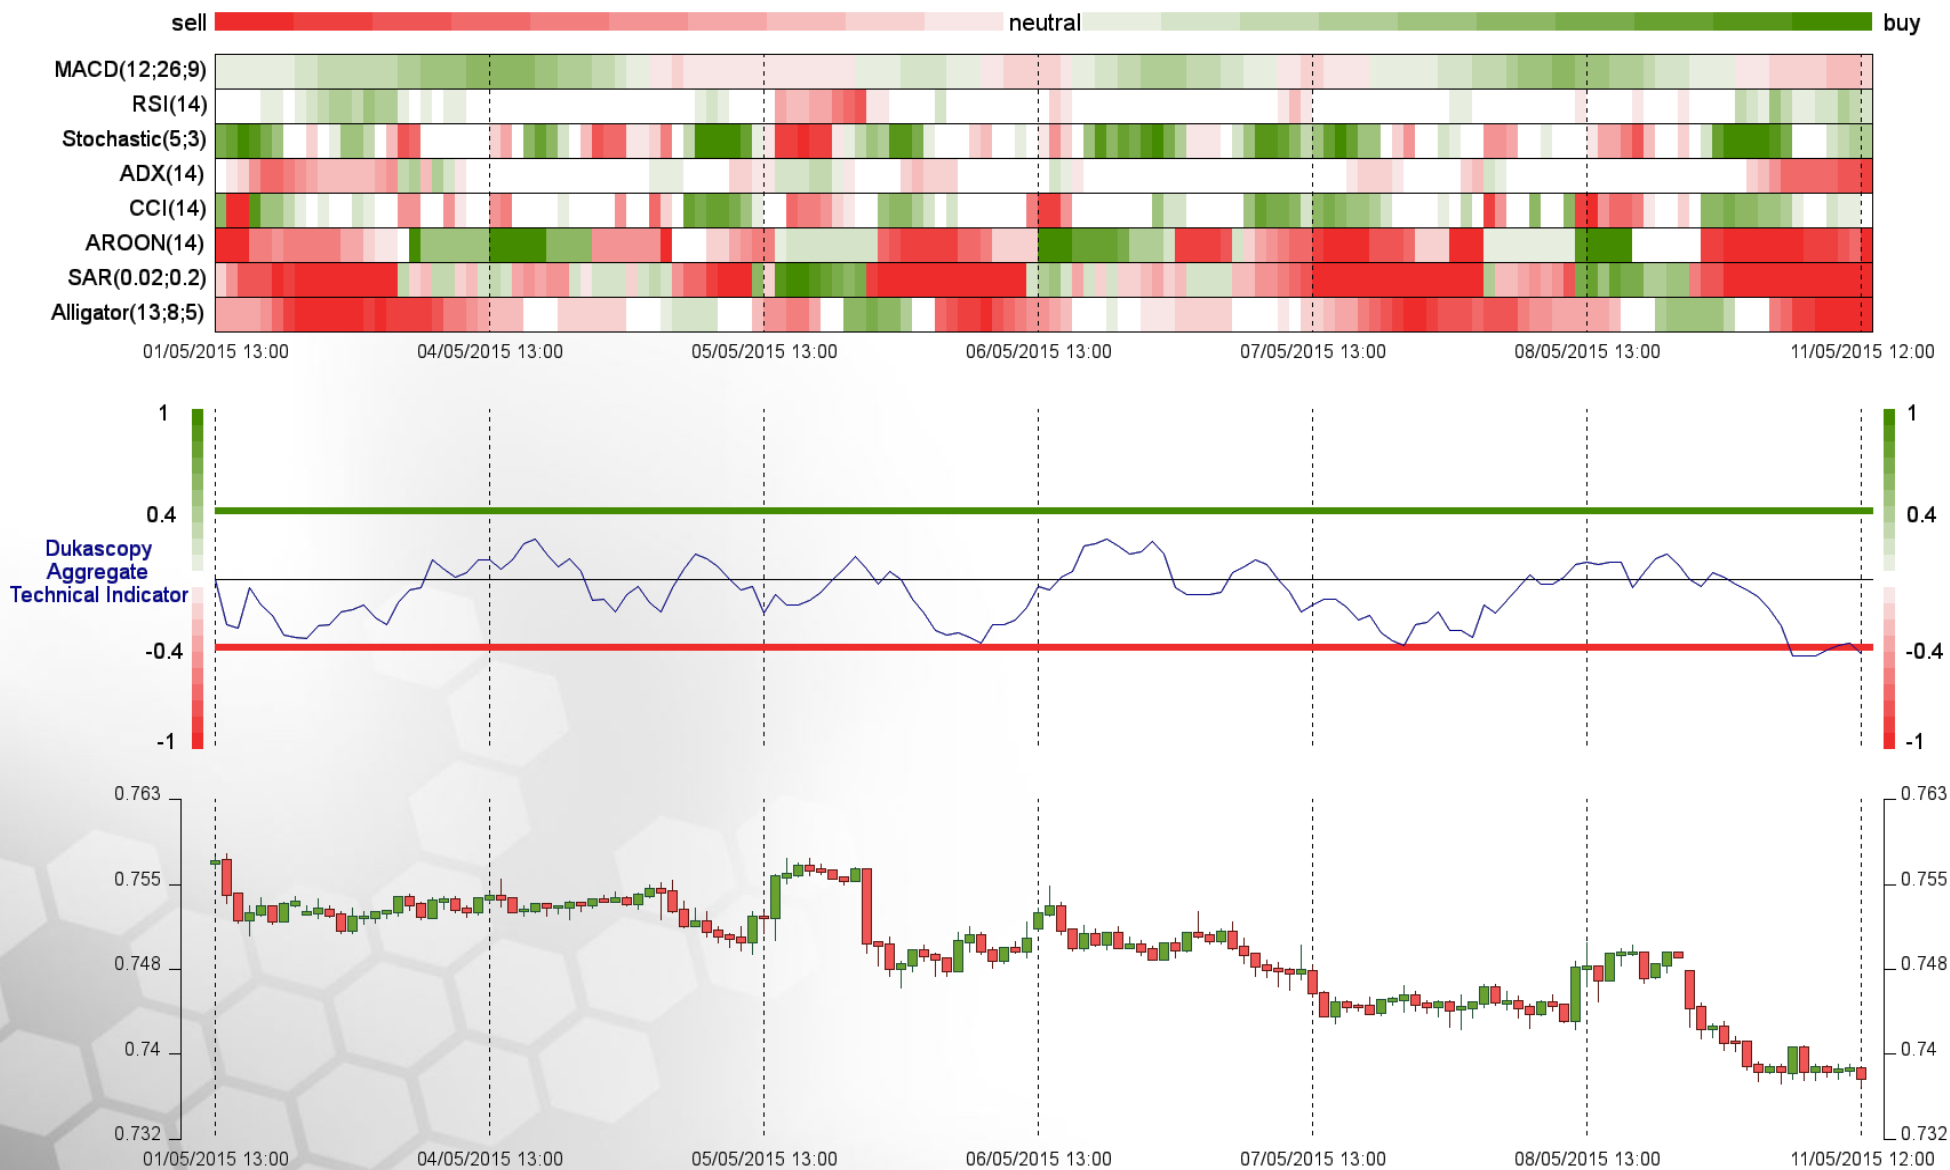 sell neutral buy
MACD(12;26;9)
RSI(14)
Stochastic(5;3)
ADX(14)
CCI(14)
AROON(14)
SAR(0.02;0.2)
Alligator(13;8;5)
01/05/2015 13:00 04/05/2015 13:00 05/05/2015 13:00 06/05/2015 13:00 07/05/2015 13:00 08/05/2015 13:00 11/05/2015 12:00
1 1
0.4 0.4
Dukascopy
Aggregate
Technical Indicator
-0.4 -0.4
-1 -1
0.763 0.763
0.755 0.755
0.748 0.748
0.74 0.74
0.732 0.732
01/05/2015 13:00 04/05/2015 13:00 05/05/2015 13:00 06/05/2015 13:00 07/05/2015 13:00 08/05/2015 13:00 11/05/2015 12:00